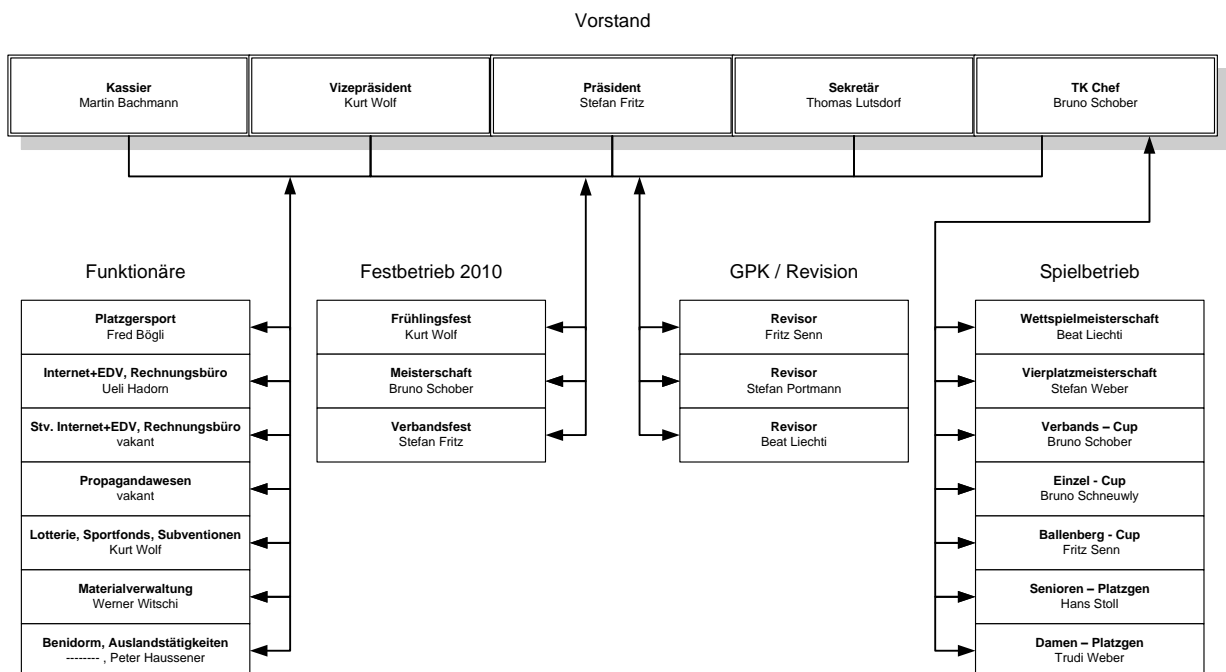 Vorstand
Kassier
Martin Bachmann
Vizepräsident
Kurt Wolf
Präsident
Stefan Fritz
Sekretär
Thomas Lutsdorf
TK Chef
Bruno Schober
Funktionäre
Platzgersport
Fred Bögli
Internet+EDV, Rechnungsbüro
Ueli Hadorn
Stv. Internet+EDV, Rechnungsbüro
vakant
Propagandawesen
vakant
Lotterie, Sportfonds, Subventionen
Kurt Wolf
Materialverwaltung
Werner Witschi
Benidorm, Auslandstätigkeiten
-------- , Peter Haussener
Festbetrieb 2010
Frühlingsfest
Kurt Wolf
Meisterschaft
Bruno Schober
Verbandsfest
Stefan Fritz
GPK / Revision
Revisor
Fritz Senn
Revisor
Stefan Portmann
Revisor
Beat Liechti
Spielbetrieb
Wettspielmeisterschaft
Beat Liechti
Vierplatzmeisterschaft
Stefan Weber
Verbands – Cup
Bruno Schober
Einzel - Cup
Bruno Schneuwly
Ballenberg - Cup
Fritz Senn
Senioren – Platzgen
Hans Stoll
Damen – Platzgen
Trudi Weber